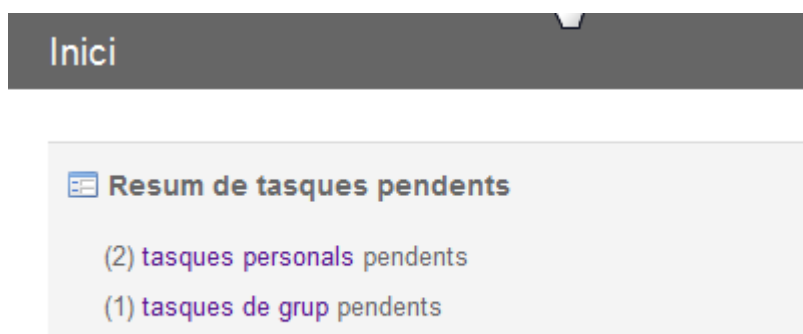 Inici
Resum de tasques pendents
(2) tasques personals pendents
(1) tasques de grup pendents